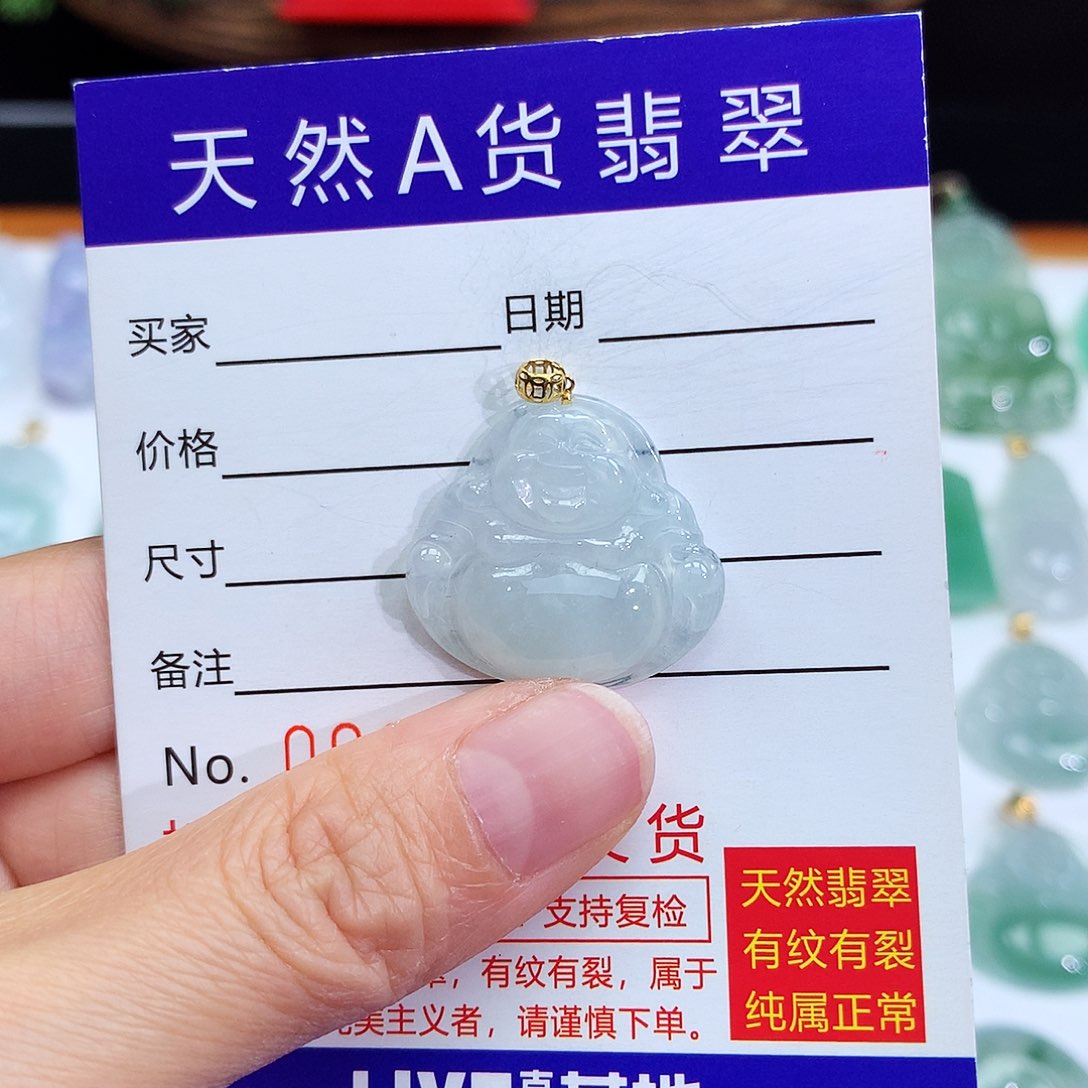 天然A货翡翠
买家 日期
价格
尺寸
备注
No.
货
支持复检
，有纹有裂，属于
美主义者，请谨慎下单。
天然翡翠
有纹有裂
纯属正常